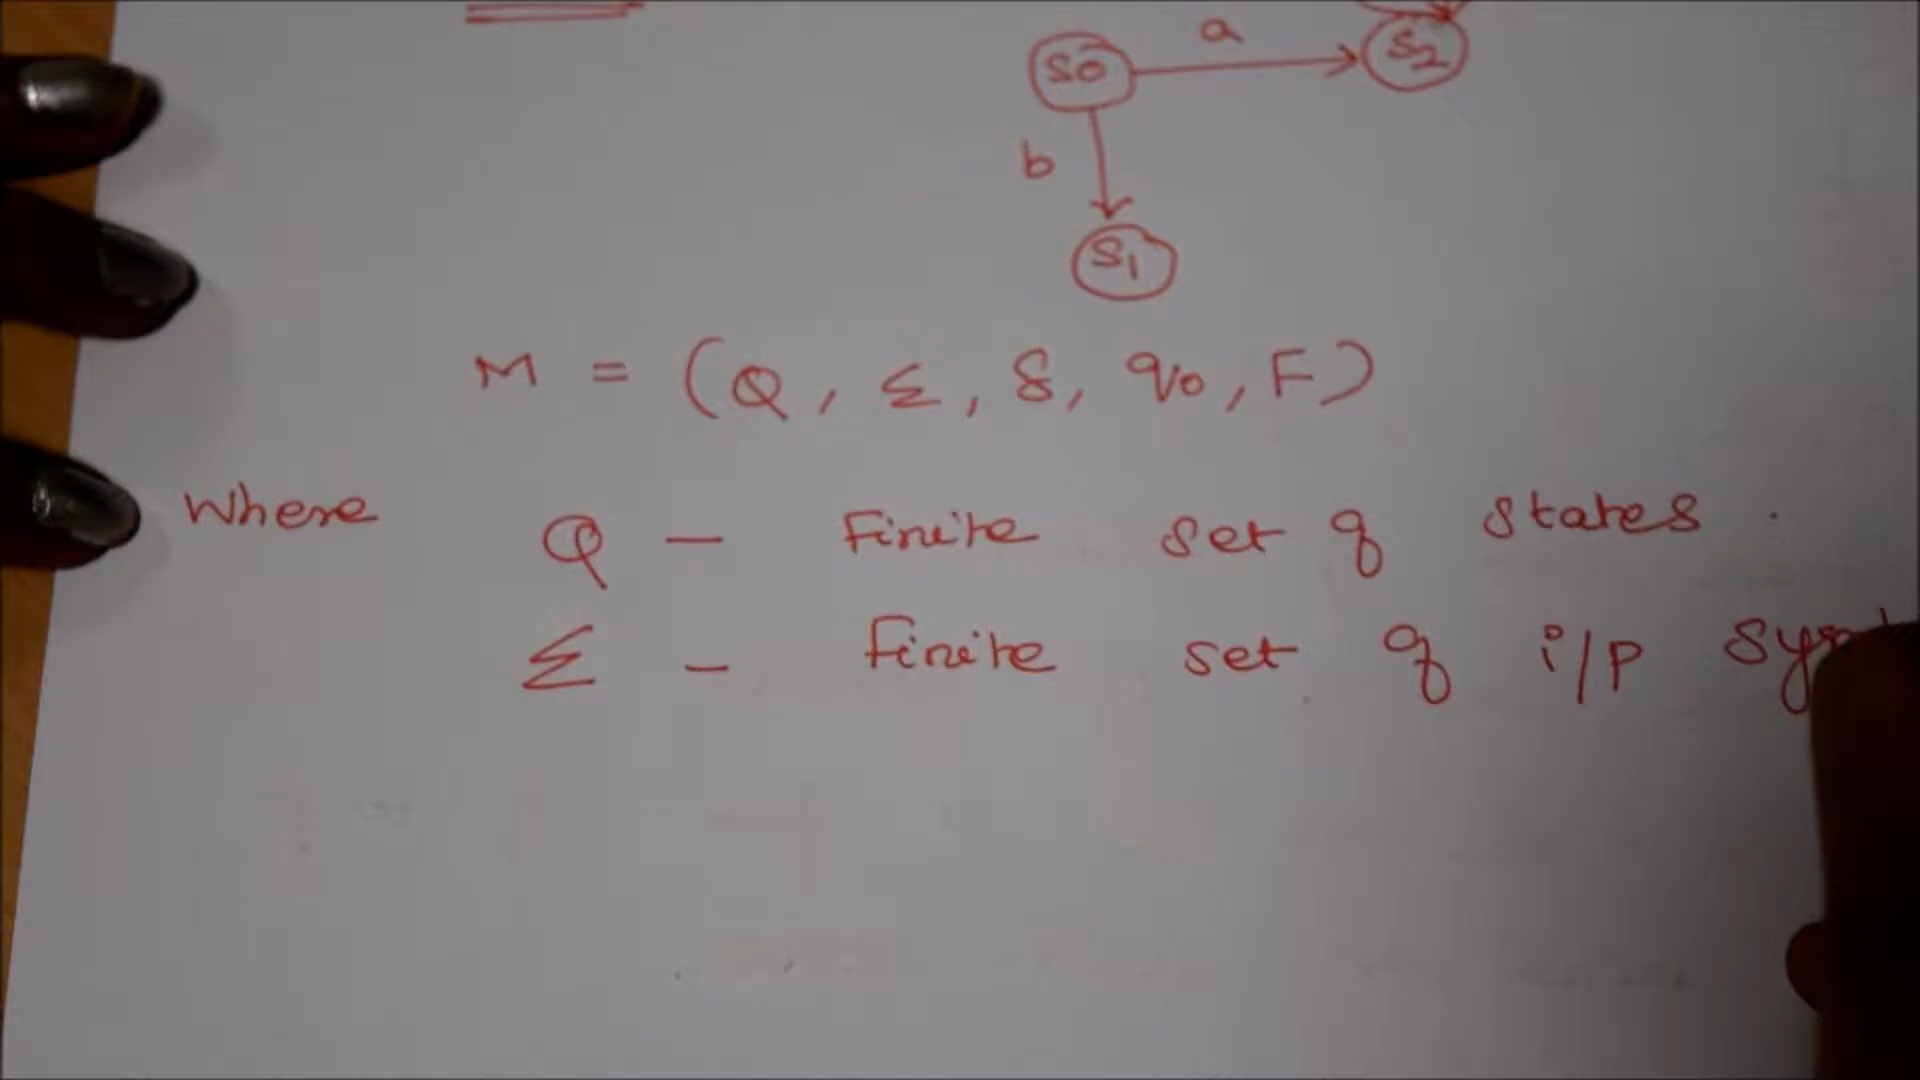 S0 a S2
b
S1
M = (Q, Σ, δ, q0, F)
Where Q - Finite set of states.
Σ - finite set of i/p